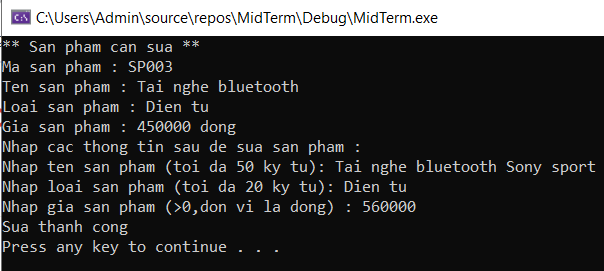 C:\Users\Admin\source\repos\MidTerm\Debug\MidTerm.exe
** San pham can sua **
Ma san pham : SP003
Ten san pham : Tai nghe bluetooth
Loai san pham : Dien tu
Gia san pham : 450000 dong
Nhap cac thong tin sau de sua san pham :
Nhap ten san pham (toi da 50 ky tu): Tai nghe bluetooth Sony sport
Nhap loai san pham (toi da 20 ky tu): Dien tu
Nhap gia san pham (>0,don vi la dong) : 560000
Sua thanh cong
Press any key to continue . . .